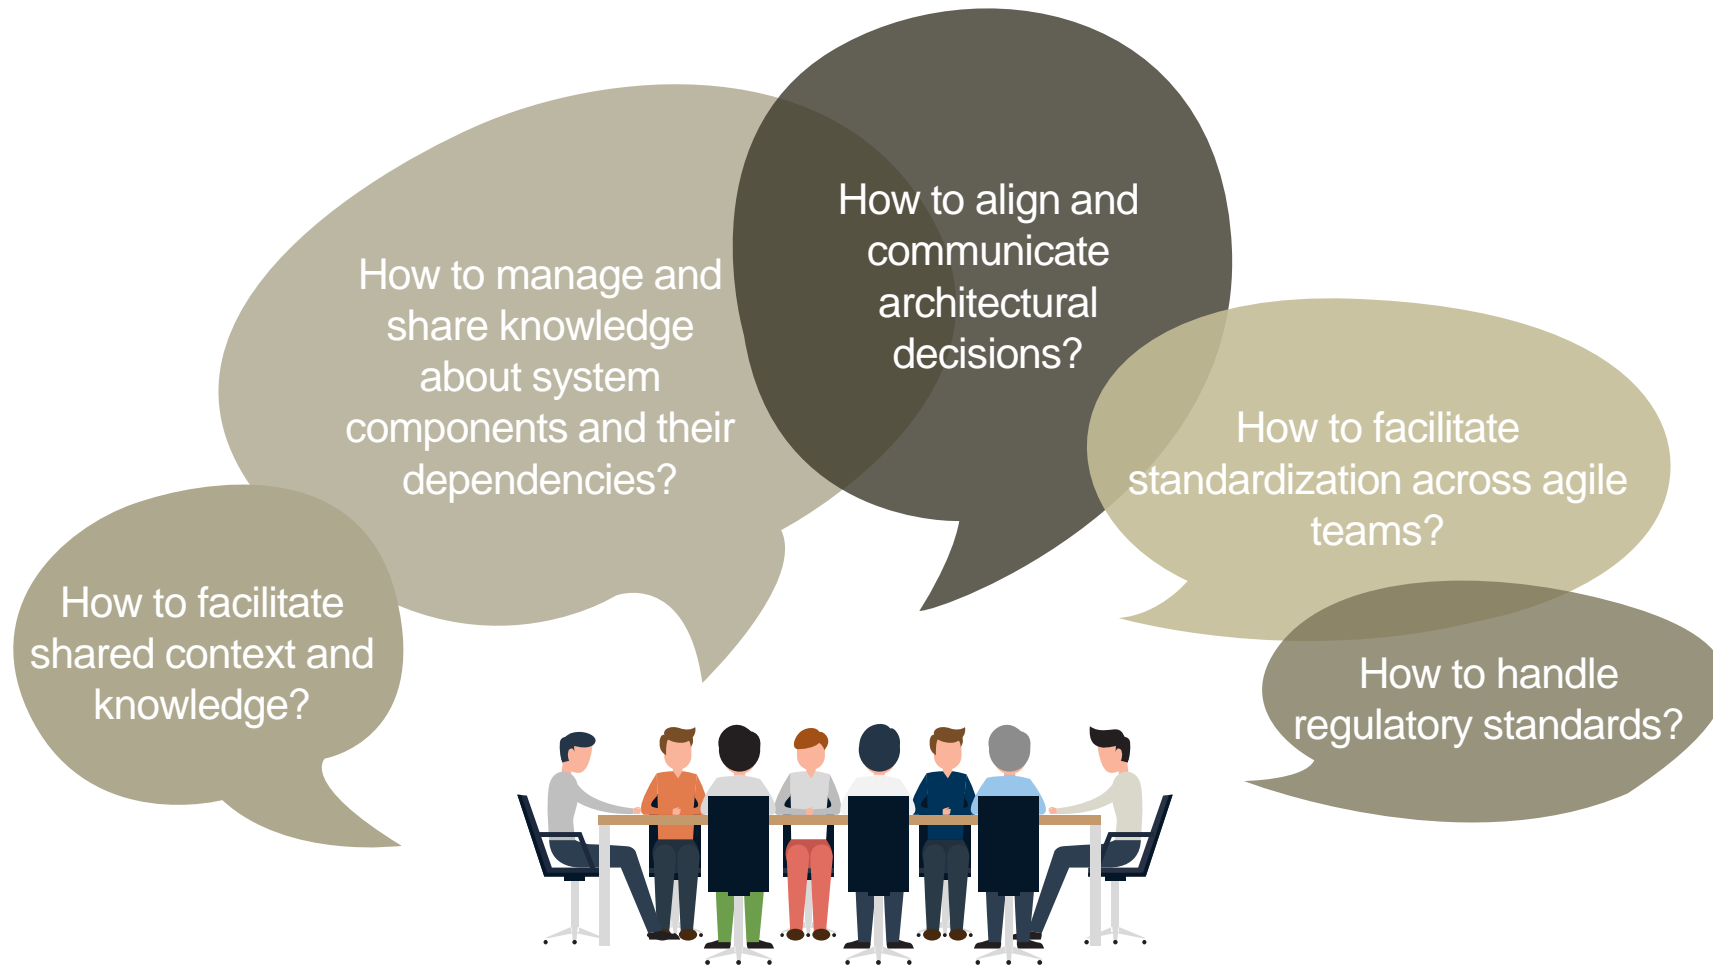 How to align and
communicate
architectural
decisions?
How to manage and
share knowledge
about system
components and their
dependencies?
How to facilitate
standardization across agile
teams?
How to facilitate
shared context and
knowledge?
How to handle
regulatory standards?